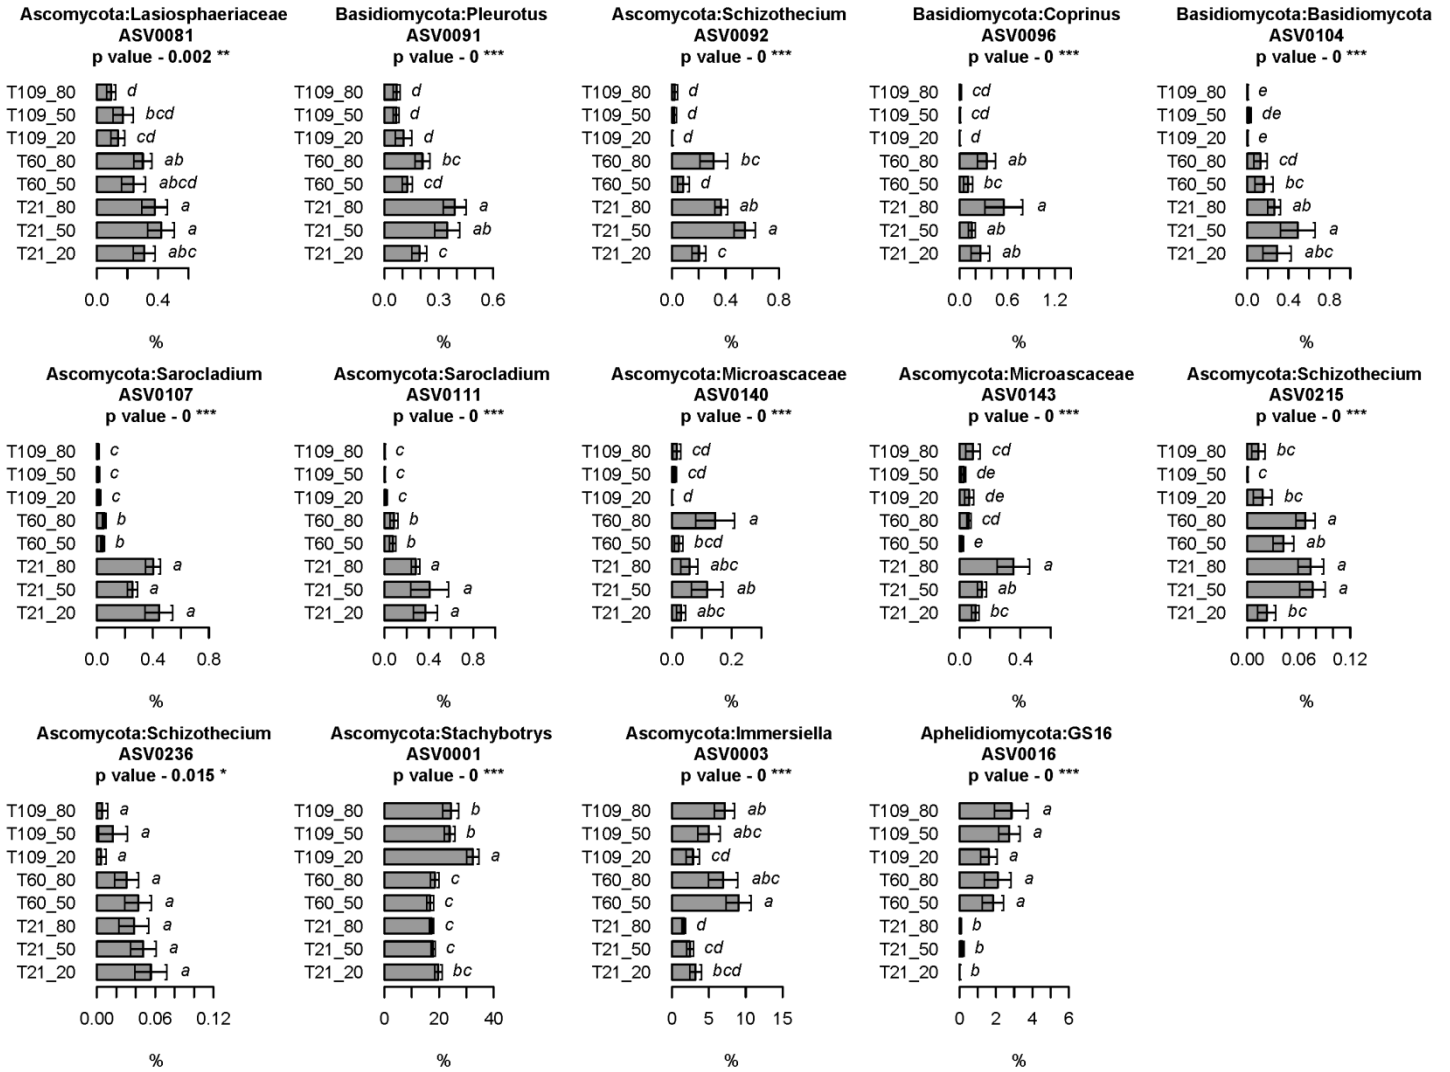 Ascomycota:Lasiosphaeriaceae
ASV0081
p value - 0.002 **
T109_80 d
T109_50 bcd
T109_20 cd
T60_80 ab
T60_50 abcd
T21_80 a
T21_50 a
T21_20 abc
0.0 0.4
%
Basidiomycota:Pleurotus
ASV0091
p value - 0 ***
T109_80 d
T109_50 d
T109_20 d
T60_80 bc
T60_50 cd
T21_80 a
T21_50 ab
T21_20 c
0.0 0.3 0.6
%
Ascomycota:Schizothecium
ASV0092
p value - 0 ***
T109_80 d
T109_50 d
T109_20 d
T60_80 bc
T60_50 d
T21_80 ab
T21_50 a
T21_20 c
0.0 0.4 0.8
%
Basidiomycota:Coprinus
ASV0096
p value - 0 ***
T109_80 cd
T109_50 cd
T109_20 d
T60_80 ab
T60_50 bc
T21_80 a
T21_50 ab
T21_20 ab
0.0 0.6 1.2
%
Basidiomycota:Basidiomycota
ASV0104
p value - 0 ***
T109_80 e
T109_50 de
T109_20 e
T60_80 cd
T60_50 bc
T21_80 ab
T21_50 a
T21_20 abc
0.0 0.4 0.8
%
Ascomycota:Sarocladium
ASV0107
p value - 0 ***
T109_80 c
T109_50 c
T109_20 c
T60_80 b
T60_50 b
T21_80 a
T21_50 a
T21_20 a
0.0 0.4 0.8
%
Ascomycota:Sarocladium
ASV0111
p value - 0 ***
T109_80 c
T109_50 c
T109_20 c
T60_80 b
T60_50 b
T21_80 a
T21_50 a
T21_20 a
0.0 0.4 0.8
%
Ascomycota:Microascaceae
ASV0140
p value - 0 ***
T109_80 cd
T109_50 cd
T109_20 d
T60_80 a
T60_50 bcd
T21_80 abc
T21_50 ab
T21_20 abc
0.0 0.2
%
Ascomycota:Microascaceae
ASV0143
p value - 0 ***
T109_80 cd
T109_50 de
T109_20 de
T60_80 cd
T60_50 e
T21_80 a
T21_50 ab
T21_20 bc
0.0 0.4
%
Ascomycota:Schizothecium
ASV0215
p value - 0 ***
T109_80 bc
T109_50 c
T109_20 bc
T60_80 a
T60_50 ab
T21_80 a
T21_50 a
T21_20 bc
0.00 0.06 0.12
%
Ascomycota:Schizothecium
ASV0236
p value - 0.015 *
T109_80 a
T109_50 a
T109_20 a
T60_80 a
T60_50 a
T21_80 a
T21_50 a
T21_20 a
0.00 0.06 0.12
%
Ascomycota:Stachybotrys
ASV0001
p value - 0 ***
T109_80 b
T109_50 b
T109_20 a
T60_80 c
T60_50 c
T21_80 c
T21_50 c
T21_20 bc
0 20 40
%
Ascomycota:Immersiella
ASV0003
p value - 0 ***
T109_80 ab
T109_50 abc
T109_20 cd
T60_80 abc
T60_50 a
T21_80 d
T21_50 cd
T21_20 bcd
0 5 10 15
%
Aphelidiomycota:GS16
ASV0016
p value - 0 ***
T109_80 a
T109_50 a
T109_20 a
T60_80 a
T60_50 a
T21_80 b
T21_50 b
T21_20 b
0 2 4 6
%